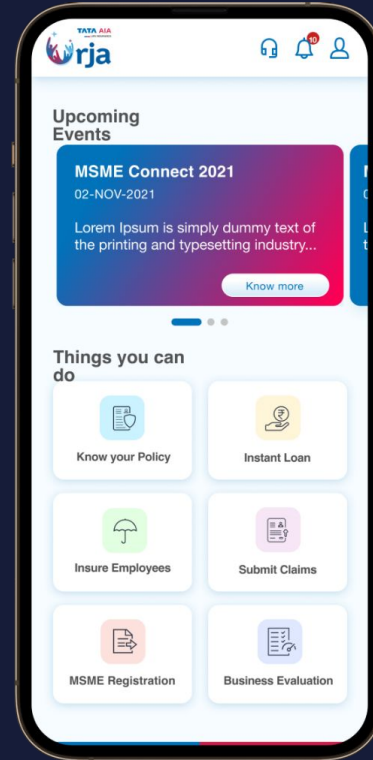 TATA AIA
Urja
10
Upcoming
Events
MSME Connect 2021
02-NOV-2021
Lorem Ipsum is simply dummy text of
the printing and typesetting industry...
Know more
Things you can
do
Know your Policy
Instant Loan
Insure Employees
Submit Claims
MSME Registration
Business Evaluation